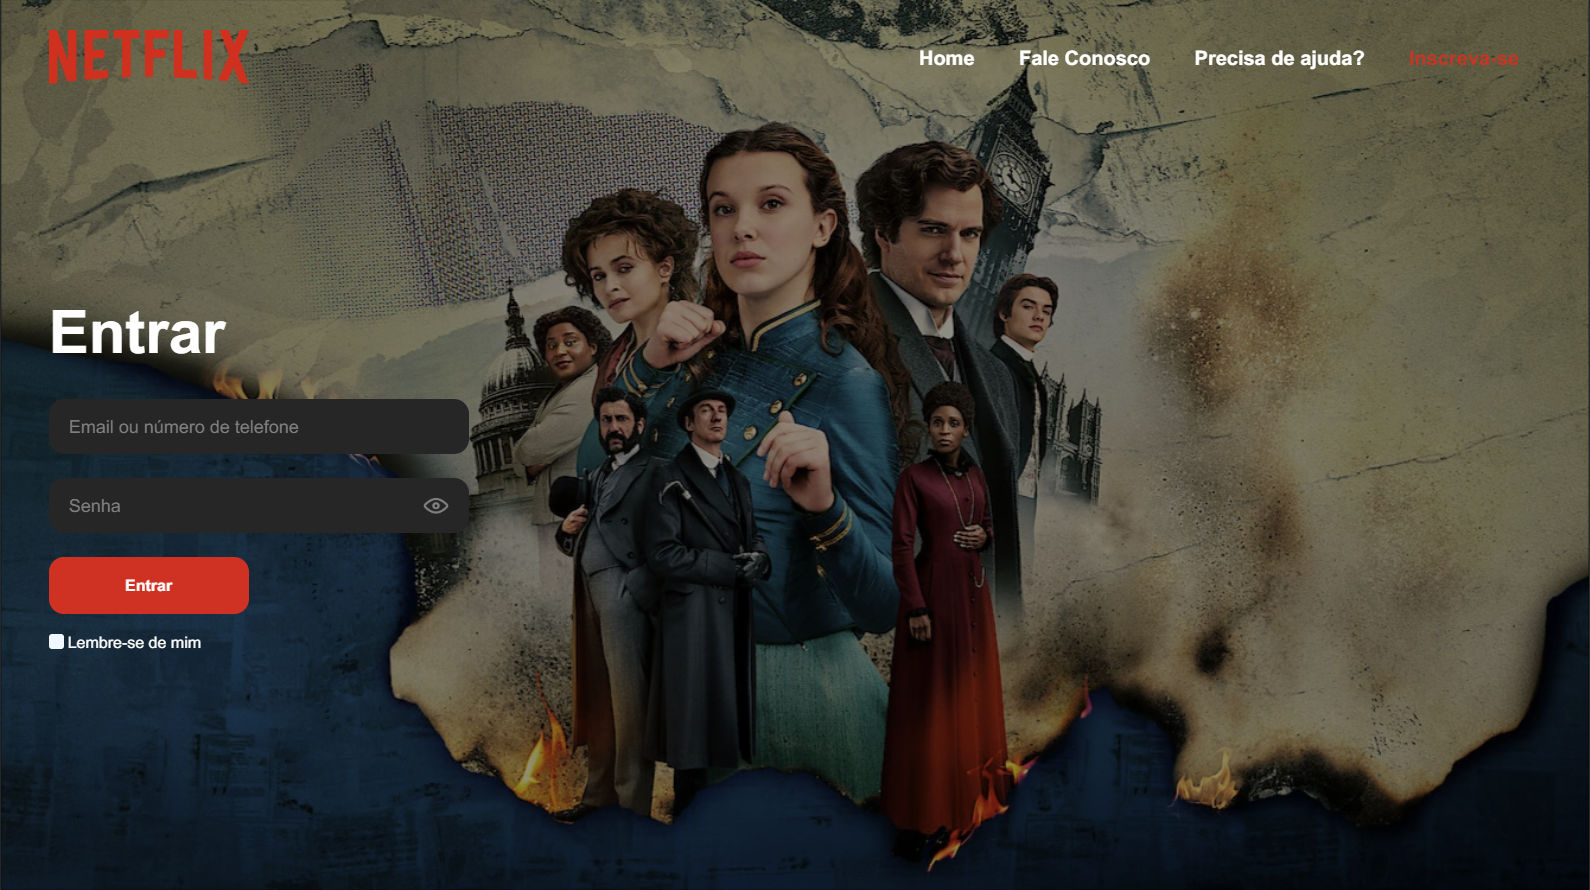 NETFLIX
Home
Fale Conosco
Precisa de ajuda?
Inscreva-se
Entrar
Email ou número de telefone
Senha
Entrar
Lembre-se de mim